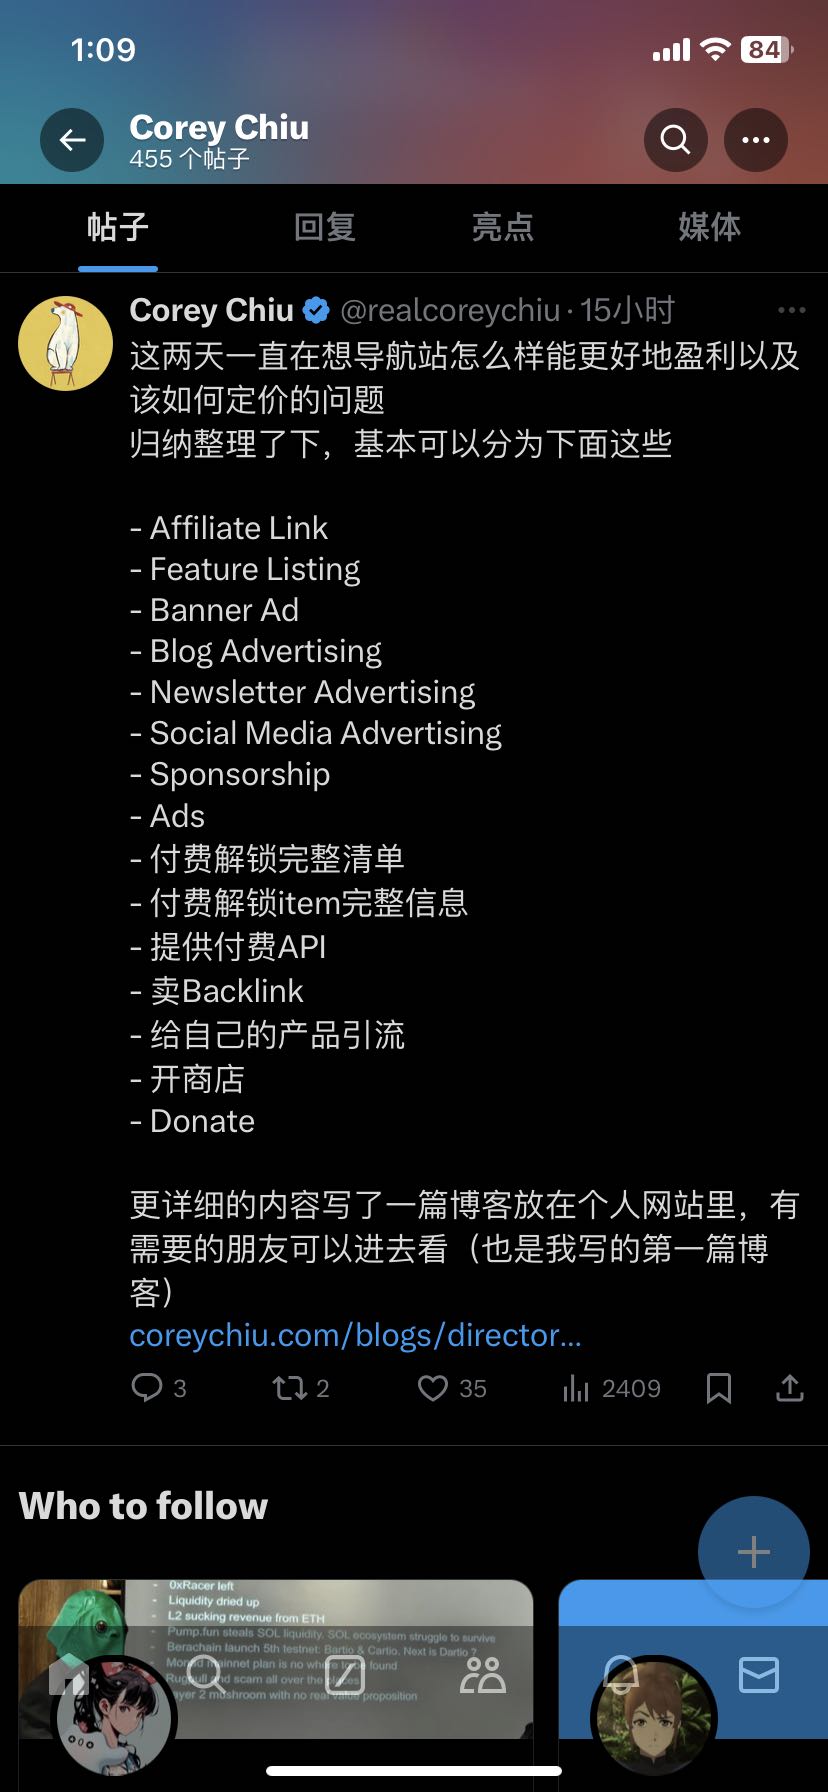 1:09
84
Corey Chiu
455 个帖子
帖子
回复
亮点
媒体
Corey Chiu @realcoreychiu · 15小时
这两天一直在想导航站怎么样能更好地盈利以及
该如何定价的问题
归纳整理了下，基本可以分为下面这些
- Affiliate Link
- Feature Listing
- Banner Ad
- Blog Advertising
- Newsletter Advertising
- Social Media Advertising
- Sponsorship
- Ads
- 付费解锁完整清单
- 付费解锁item完整信息
- 提供付费API
- 卖Backlink
- 给自己的产品引流
- 开商店
- Donate
更详细的内容写了一篇博客放在个人网站里，有
需要的朋友可以进去看（也是我写的第一篇博
客）
coreychiu.com/blogs/director...
3
2
35
2409
Who to follow
- 0xRacer left
- Liquidity dried up
- L2 sucking revenue from ETH
- Pump.fun steals SOL liquidity. SOL ecosystem struggle to survive
- Berachain launch 5th testnet: Bartio & Cartio. Next is Dartio ?
- Monad mainnet plan is no where to be found
- Rugpull and scam all over the places
ayer 2 mushroom with no real value proposition